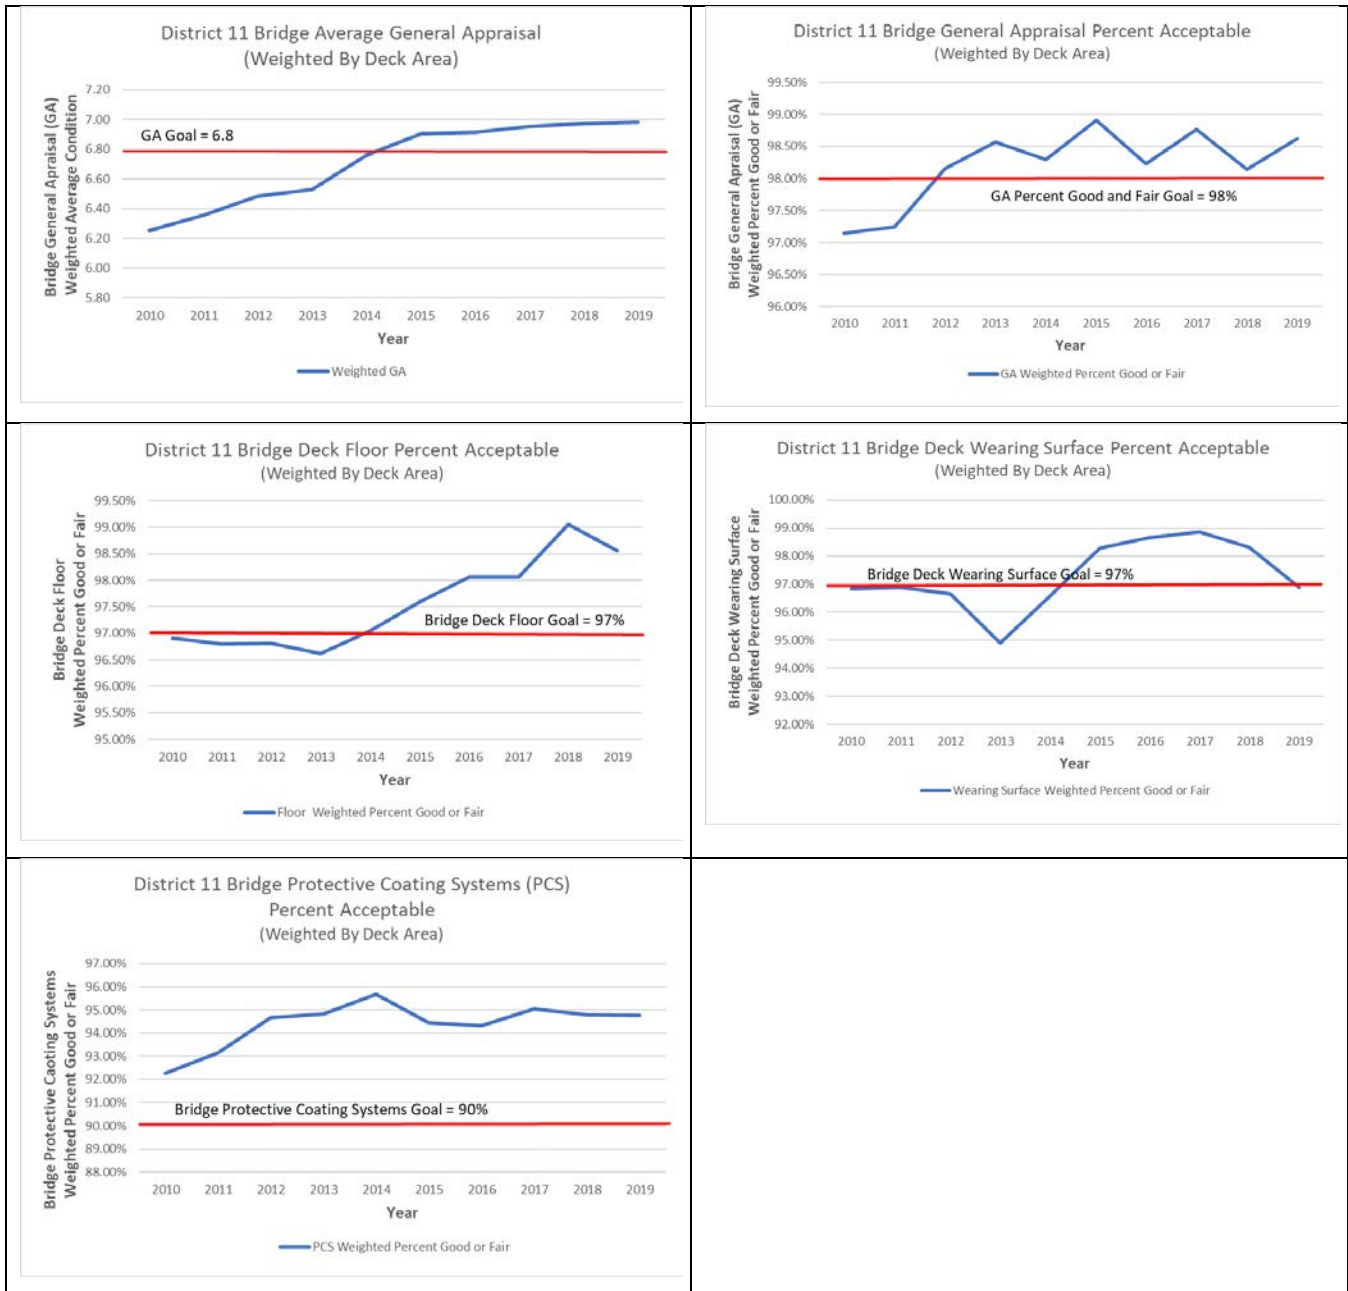 District 11 Bridge Average General Appraisal
(Weighted By Deck Area)
Bridge General Apraisal (GA)
Weighted Average Condition
7.20
7.00
6.80
6.60
6.40
6.20
6.00
5.80
GA Goal = 6.8
2010 2011 2012 2013 2014 2015 2016 2017 2018 2019
Year
Weighted GA
District 11 Bridge General Appraisal Percent Acceptable
(Weighted By Deck Area)
Bridge General Appraisal (GA)
Weighted Percent Good or Fair
99.50%
99.00%
98.50%
98.00%
97.50%
97.00%
96.50%
96.00%
GA Percent Good and Fair Goal = 98%
2010 2011 2012 2013 2014 2015 2016 2017 2018 2019
Year
GA Weighted Percent Good or Fair
District 11 Bridge Deck Floor Percent Acceptable
(Weighted By Deck Area)
Bridge Deck Floor
Weighted Percent Good or Fair
99.50%
99.00%
98.50%
98.00%
97.50%
97.00%
96.50%
96.00%
95.50%
95.00%
Bridge Deck Floor Goal = 97%
2010 2011 2012 2013 2014 2015 2016 2017 2018 2019
Year
Floor Weighted Percent Good or Fair
District 11 Bridge Deck Wearing Surface Percent Acceptable
(Weighted By Deck Area)
Bridge Deck Wearing Surface
Weighted Percent Good or Fair
100.00%
99.00%
98.00%
97.00%
96.00%
95.00%
94.00%
93.00%
92.00%
Bridge Deck Wearing Surface Goal = 97%
2010 2011 2012 2013 2014 2015 2016 2017 2018 2019
Year
Wearing Surface Weighted Percent Good or Fair
District 11 Bridge Protective Coating Systems (PCS)
Percent Acceptable
(Weighted By Deck Area)
Bridge Protective Caoting Systems
Weighted Percent Good or Fair
97.00%
96.00%
95.00%
94.00%
93.00%
92.00%
91.00%
90.00%
89.00%
88.00%
Bridge Protective Coating Systems Goal = 90%
2010 2011 2012 2013 2014 2015 2016 2017 2018 2019
Year
PCS Weighted Percent Good or Fair